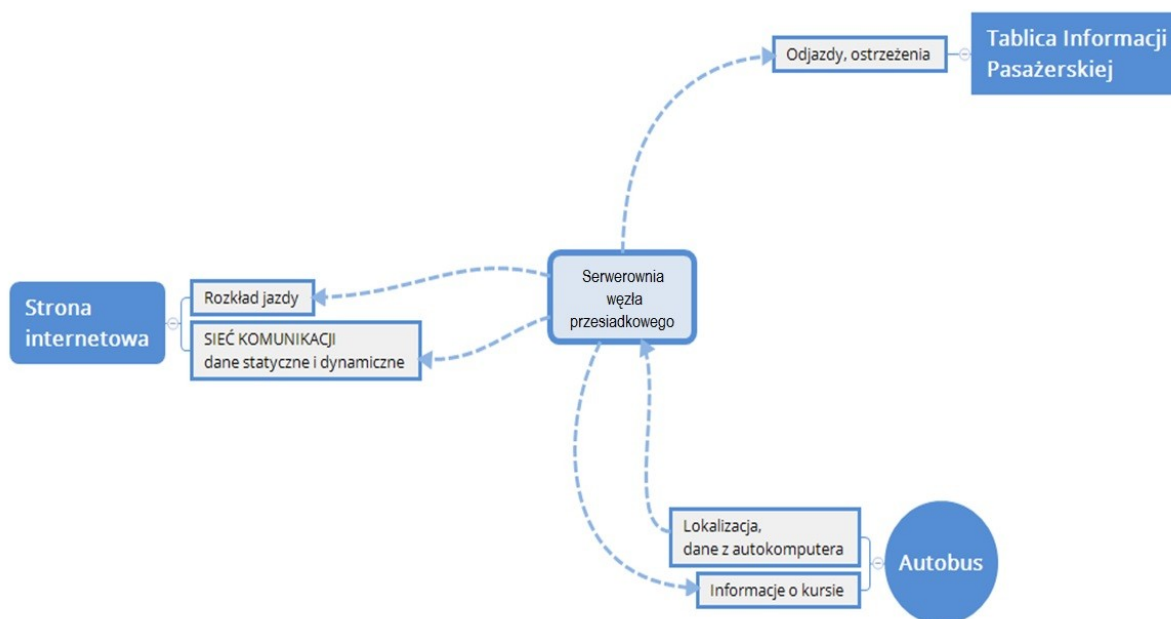 Odjazdy, ostrzeżenia
Tablica Informacji
Pasażerskiej
Serwerownia
węzła
przesiadkowego
Strona
internetowa
Rozkład jazdy
SIEĆ KOMUNIKACJI
dane statyczne i dynamiczne
Lokalizacja,
dane z autokomputera
Informacje o kursie
Autobus